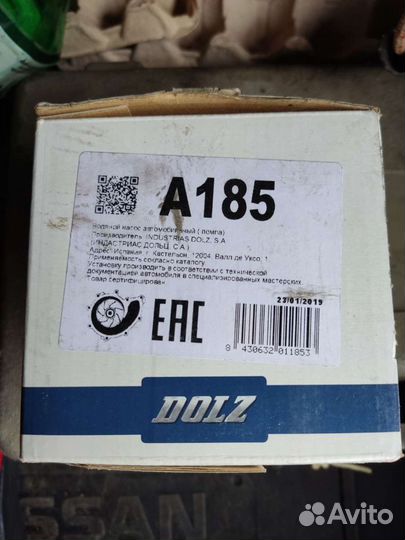 A185
Водяной насос автомобильный ( помпа)
Производитель: INDUSTRIAS DOLZ, S.A
(ИНДАСТРИАС ДОЛЬЦ, С.А.)
Адрес:Испания, г. Кастельон, 12004, Валл де Уксо, 1
Применяемость согласно каталогу.
Установку производить в соответствии с технической
документацией автомобиля в специализированных мастерских.
Товар сертифицирован
23/01/2019
EAC
8 430632 011853
DOLZ
SSAN
Avito